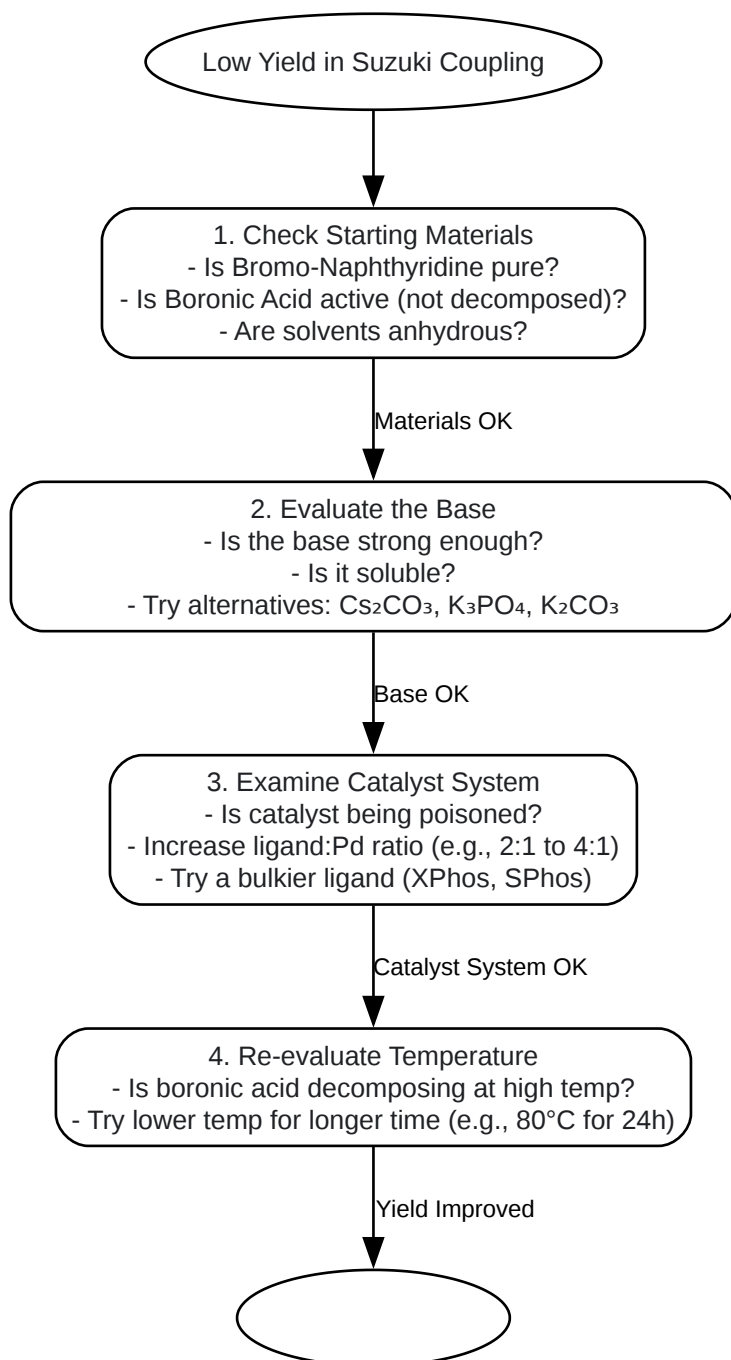 Low Yield in Suzuki Coupling
1. Check Starting Materials
- Is Bromo-Naphthyridine pure?
- Is Boronic Acid active (not decomposed)?
- Are solvents anhydrous?
Materials OK
2. Evaluate the Base
- Is the base strong enough?
- Is it soluble?
- Try alternatives: Cs₂CO₃, K₃PO₄, K₂CO₃
Base OK
3. Examine Catalyst System
- Is catalyst being poisoned?
- Increase ligand:Pd ratio (e.g., 2:1 to 4:1)
- Try a bulkier ligand (XPhos, SPhos)
Catalyst System OK
4. Re-evaluate Temperature
- Is boronic acid decomposing at high temp?
- Try lower temp for longer time (e.g., 80°C for 24h)
Yield Improved